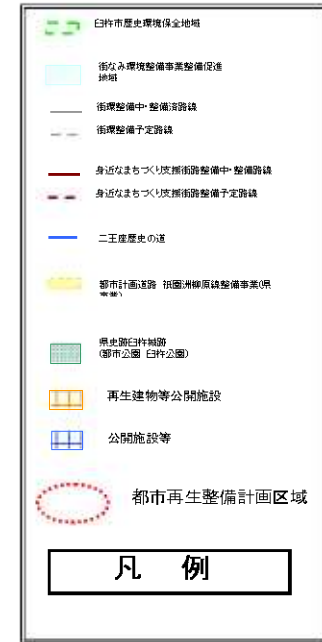 臼杵市歴史環境保全地域
街なみ環境整備事業整備促進
地域
街環整備中・整備済路線
街環整備予定路線
身近なまちづくり支援街路整備中・整備路線
身近なまちづくり支援街路整備予定路線
二王座歴史の道
都市計画道路 祇園洲柳原線整備事業(県
事業)
県史跡臼杵城跡
(都市公園 臼杵公園)
再生建物等公開施設
公開施設等
都市再生整備計画区域
凡 例